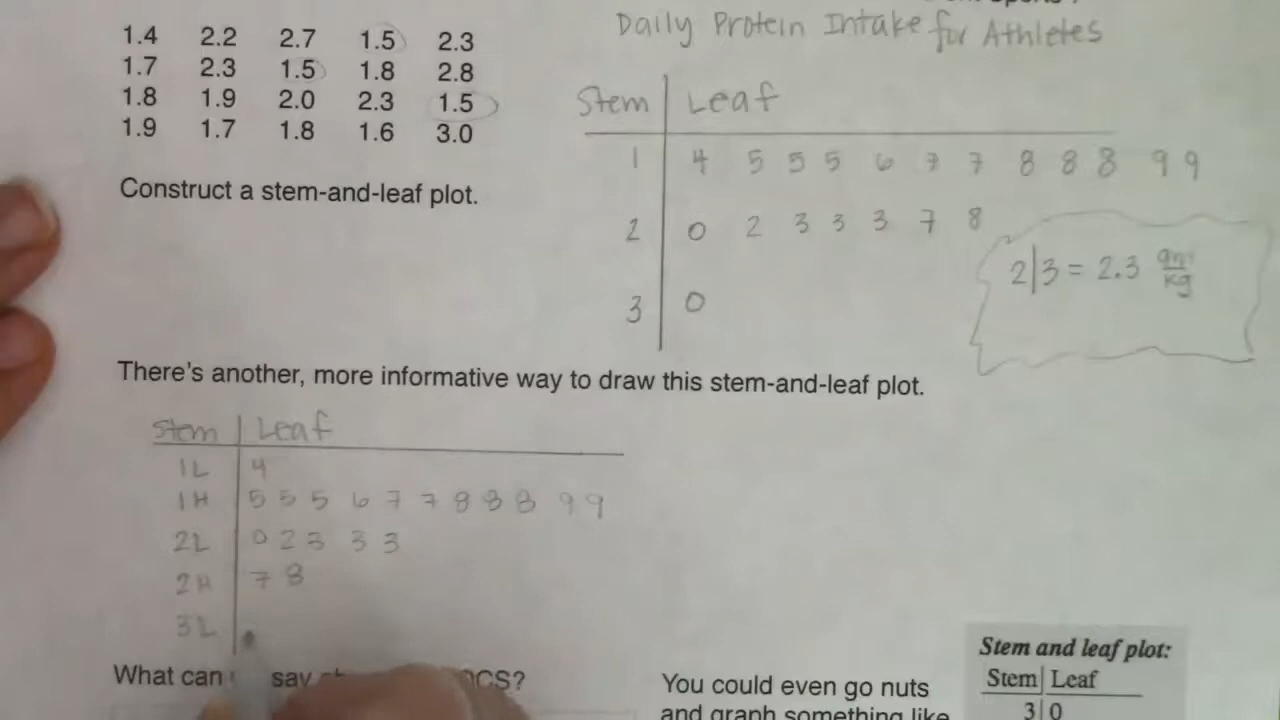 Daily Protein Intake for Athletes
1.4 2.2 2.7 1.5 2.3
1.7 2.3 1.5 1.8 2.8
1.8 1.9 2.0 2.3 1.5
1.9 1.7 1.8 1.6 3.0
Construct a stem-and-leaf plot.
Stem Leaf
1 4 5 5 5 6 7 7 8 8 8 9 9
2 0 2 3 3 3 7 8
3 0
2|3 = 2.3 gm/kg
There's another, more informative way to draw this stem-and-leaf plot.
Stem Leaf
1L 4
1H 5 5 5 6 7 7 8 8 8 9 9
2L 0 2 3 3 3
2H 7 8
3L
What can say CS?
You could even go nuts
and graph something like
Stem and leaf plot:
Stem Leaf
3 0